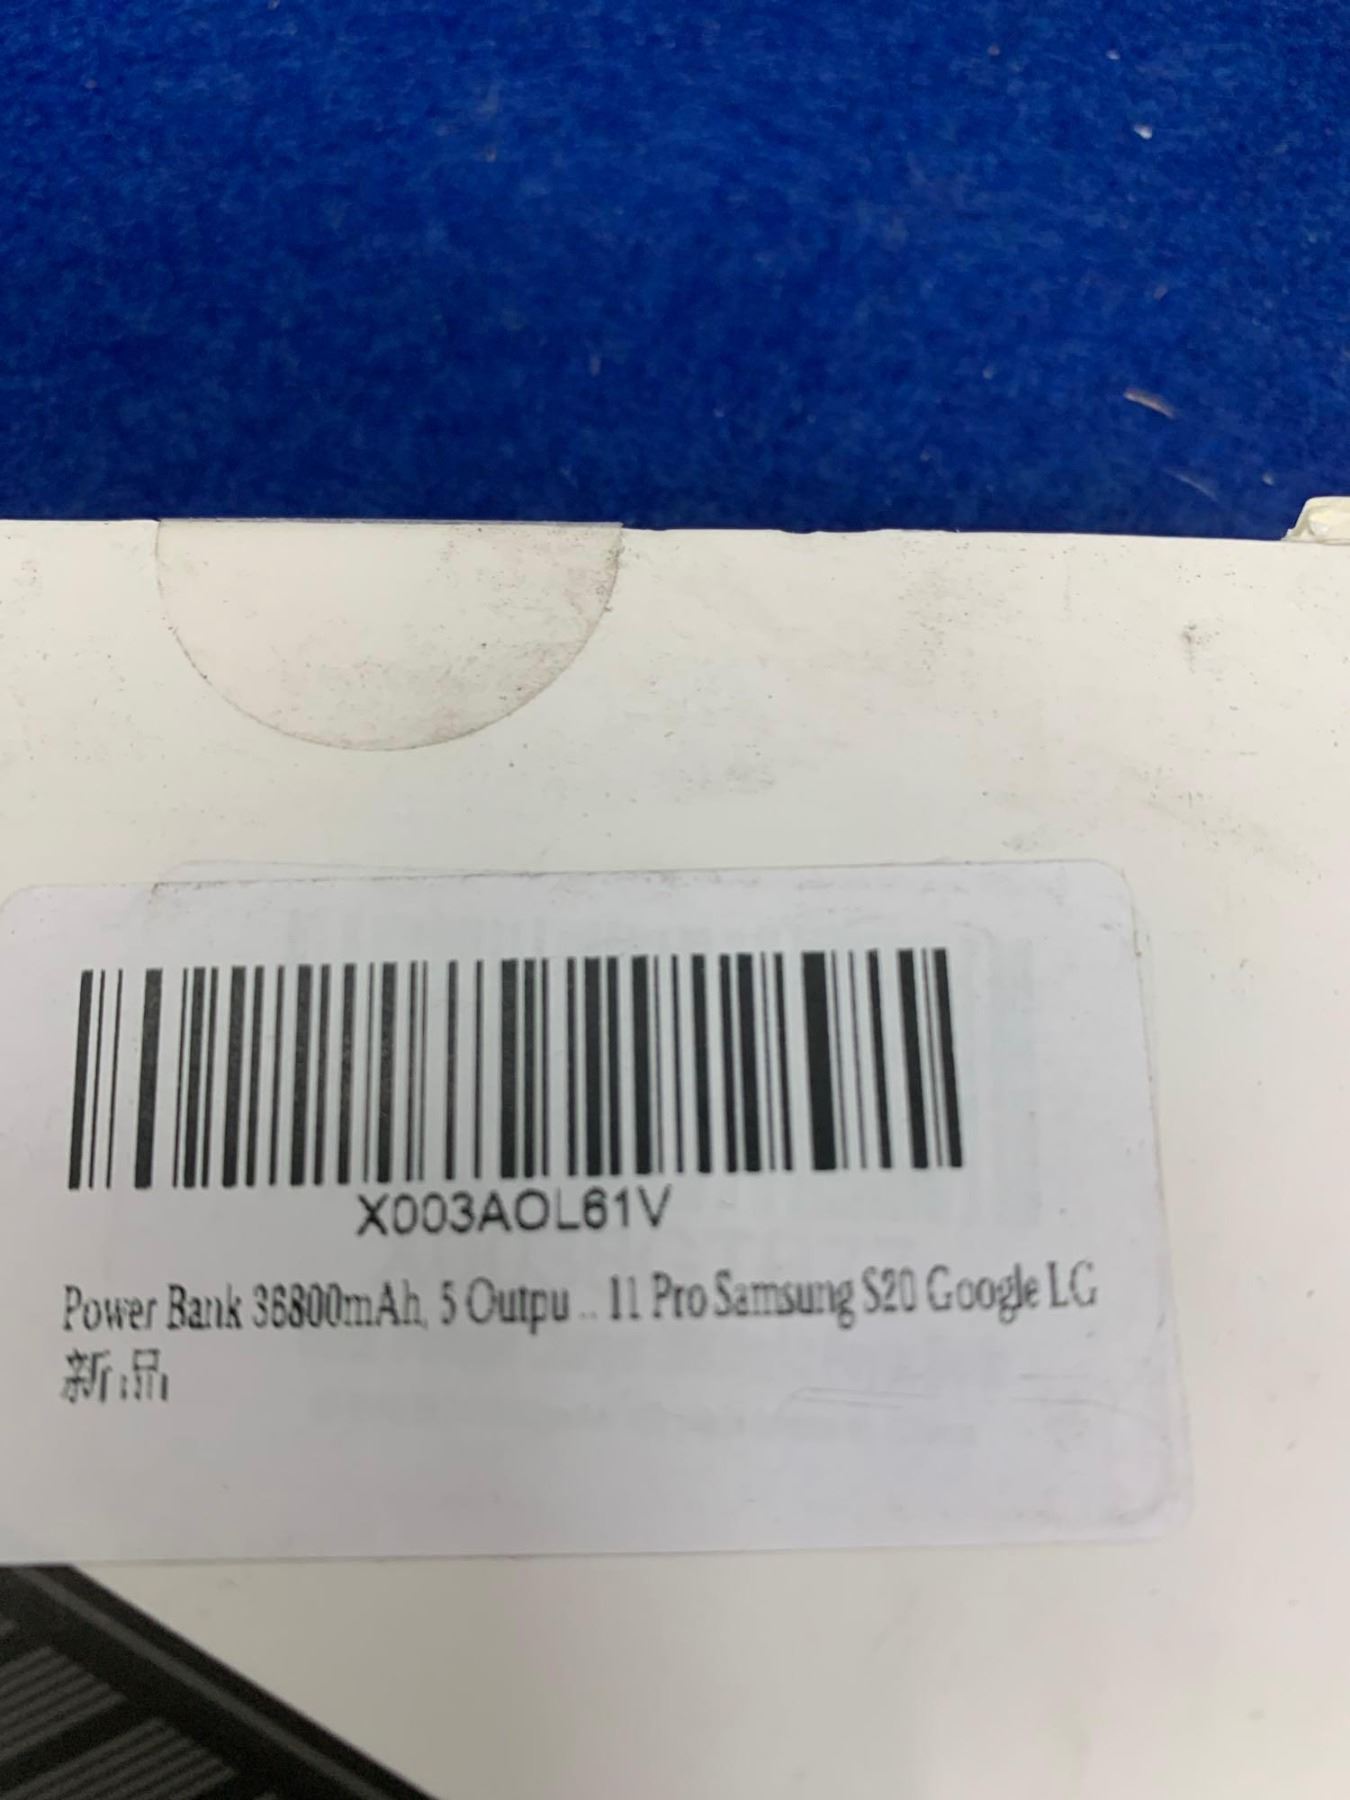 X003AOL61V
Power Bank 36800mAh, 5 Outpu ... 11 Pro Samsung S20 Google LG
新品